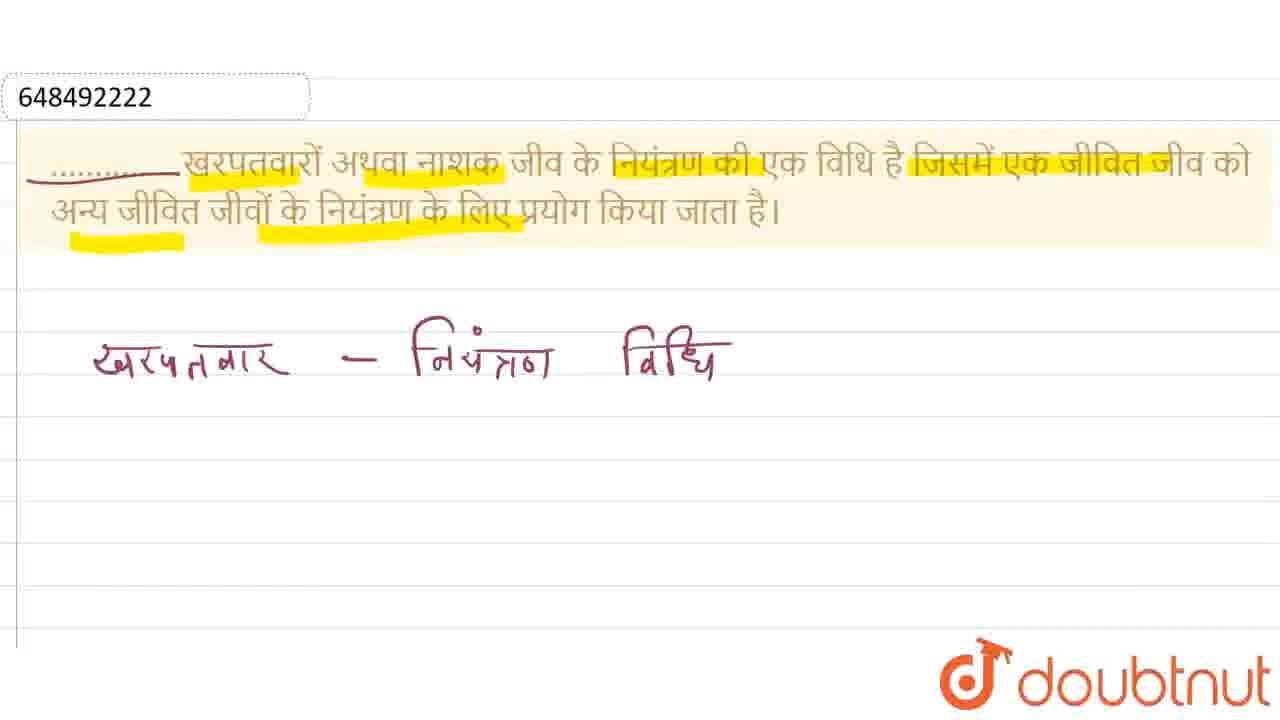 648492222
............... खरपतवारों अथवा नाशक जीव के नियंत्रण की एक विधि है जिसमें एक जीवित जीव को
अन्य जीवित जीवों के नियंत्रण के लिए प्रयोग किया जाता है।
खरपतवार - नियंत्रण विधि
doubtnut